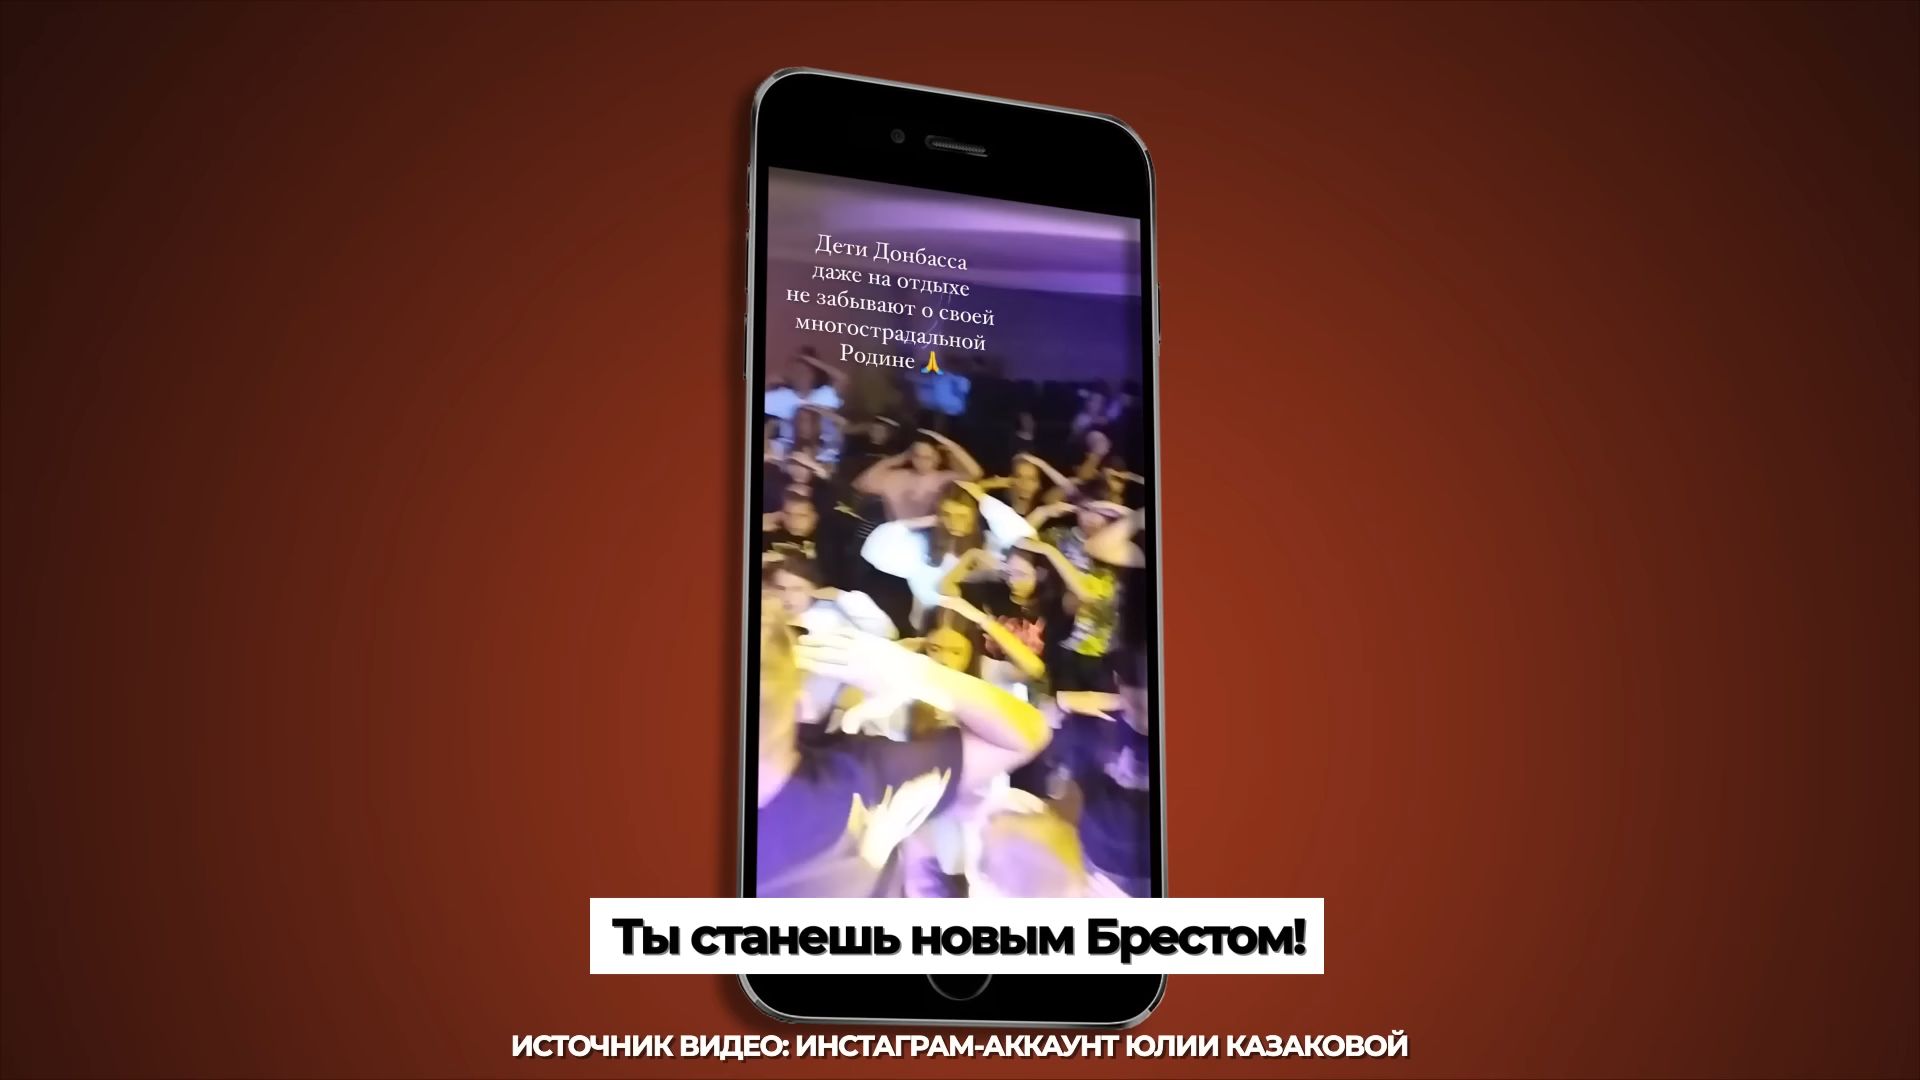 Дети Донбасса
даже на отдыхе
не забывают о своей
многострадальной
Родине 🙏
Ты станешь новым Брестом!
ИСТОЧНИК ВИДЕО: ИНСТАГРАМ-АККАУНТ ЮЛИИ КАЗАКОВОЙ